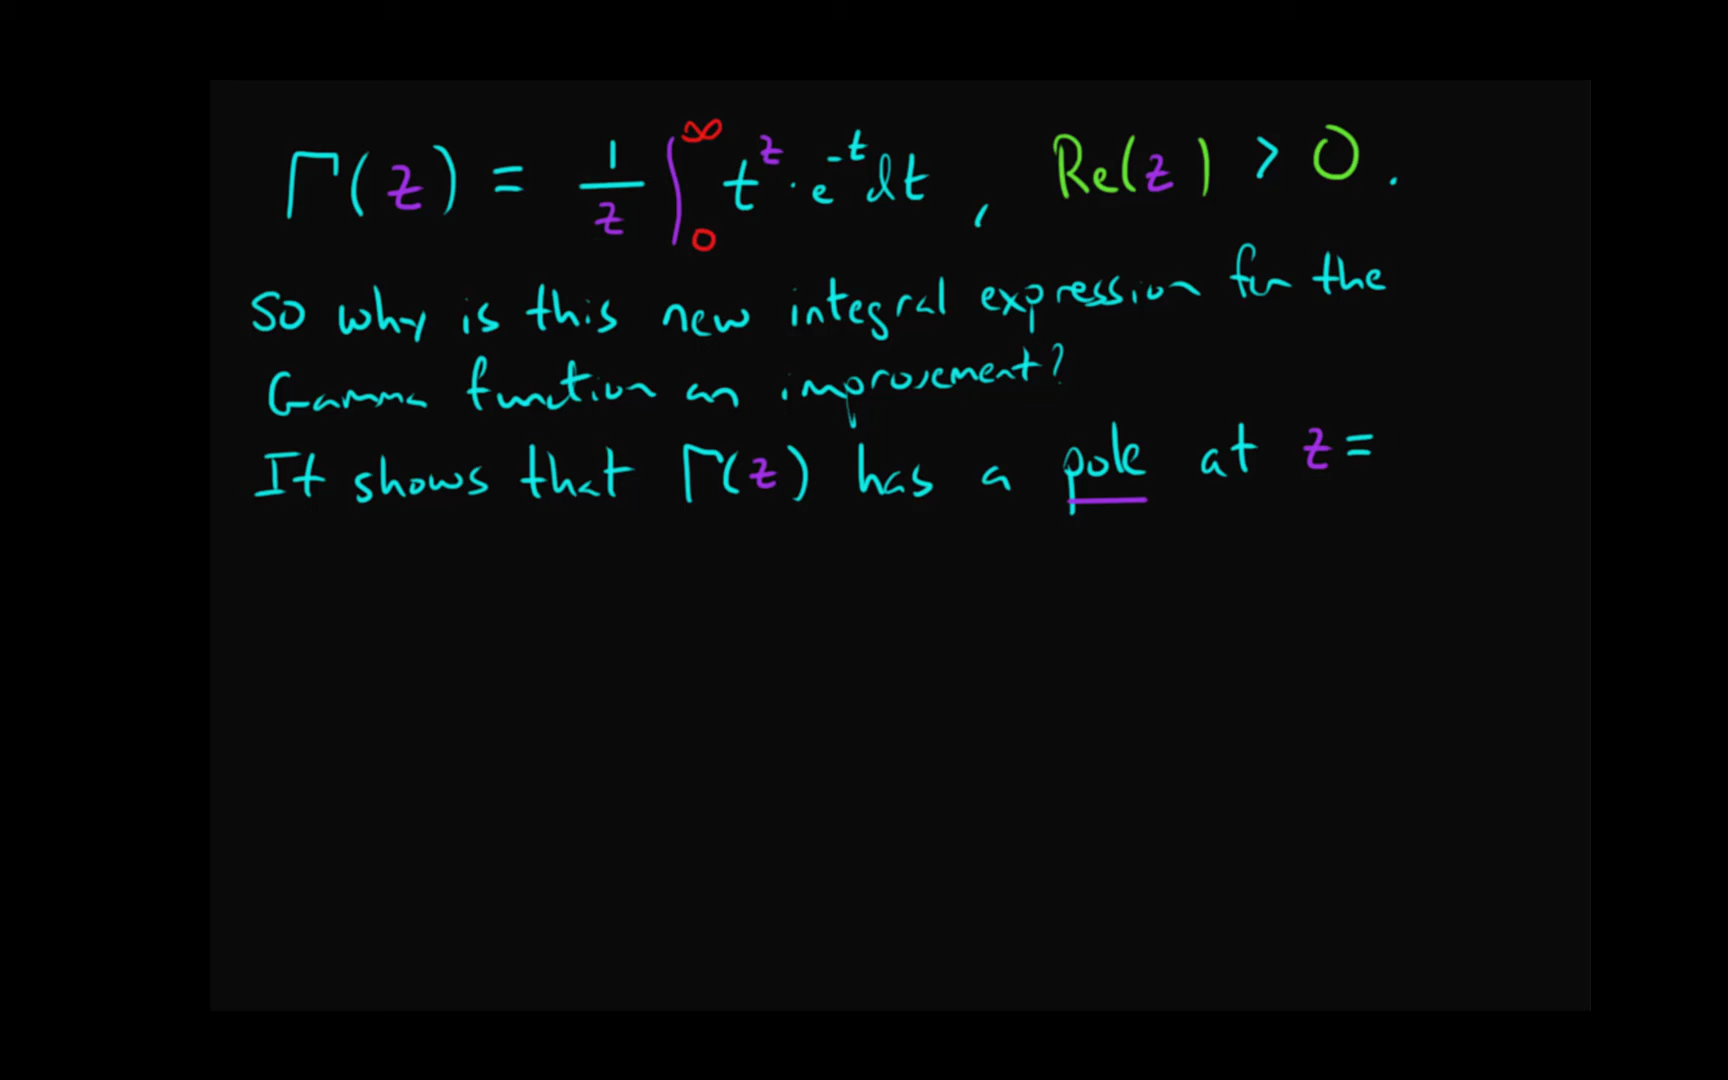 Γ(z) = 1/z ∫₀^∞ t^z · e^-t dt , Re(z) > 0 .
So why is this new integral expression for the
Gamma function an improvement?
It shows that Γ(z) has a pole at z =